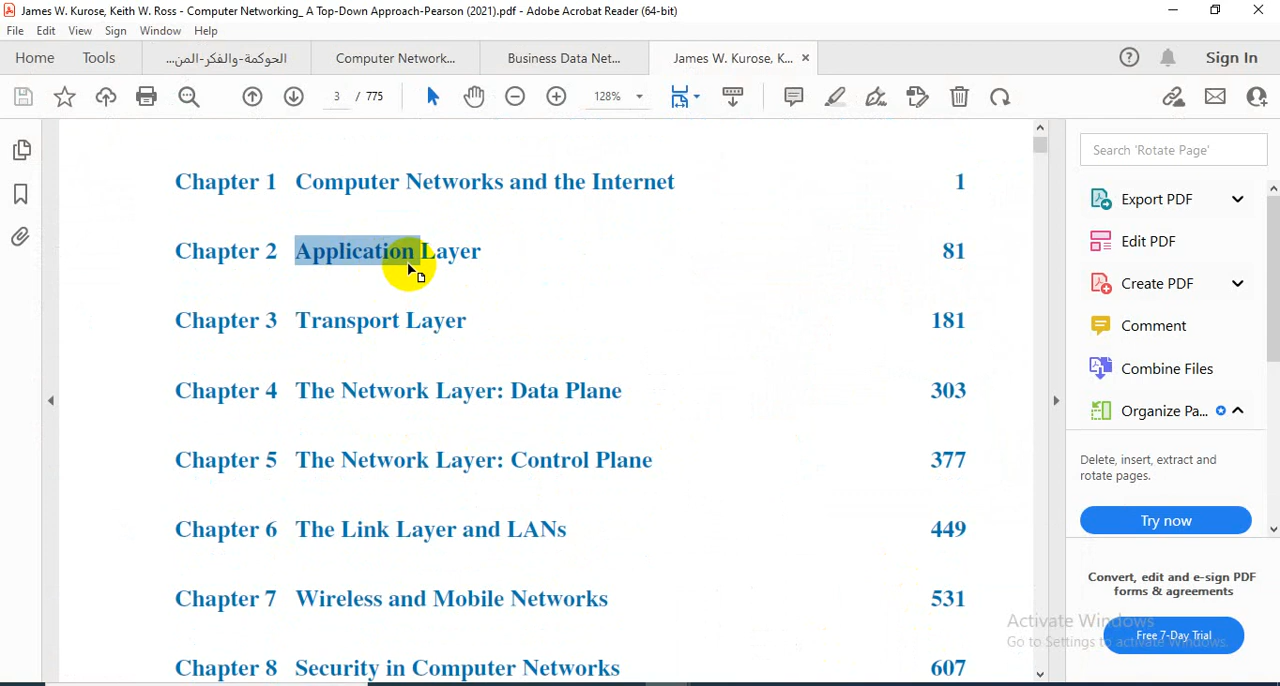 James W. Kurose, Keith W. Ross - Computer Networking_ A Top-Down Approach-Pearson (2021).pdf - Adobe Acrobat Reader (64-bit)
File Edit View Sign Window Help
Home Tools الحوكمة-والفكر-المن... Computer Network... Business Data Net... James W. Kurose, K... × Sign In
3 / 775 128%
Chapter 1 Computer Networks and the Internet 1
Chapter 2 Application Layer 81
Chapter 3 Transport Layer 181
Chapter 4 The Network Layer: Data Plane 303
Chapter 5 The Network Layer: Control Plane 377
Chapter 6 The Link Layer and LANs 449
Chapter 7 Wireless and Mobile Networks 531
Chapter 8 Security in Computer Networks 607
Search 'Rotate Page'
Export PDF
Edit PDF
Create PDF
Comment
Combine Files
Organize Pa...
Delete, insert, extract and
rotate pages.
Try now
Convert, edit and e-sign PDF
forms & agreements
Free 7-Day Trial
Activate Windows
Go to Settings to activate Windows.